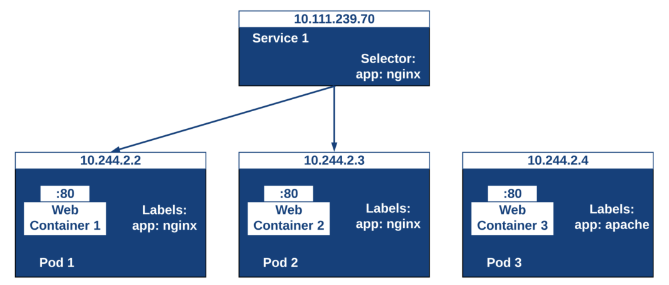 10.111.239.70
Service 1
Selector:
app: nginx
10.244.2.2
:80
Web
Container 1
Labels:
app: nginx
Pod 1
10.244.2.3
:80
Web
Container 2
Labels:
app: nginx
Pod 2
10.244.2.4
:80
Web
Container 3
Labels:
app: apache
Pod 3